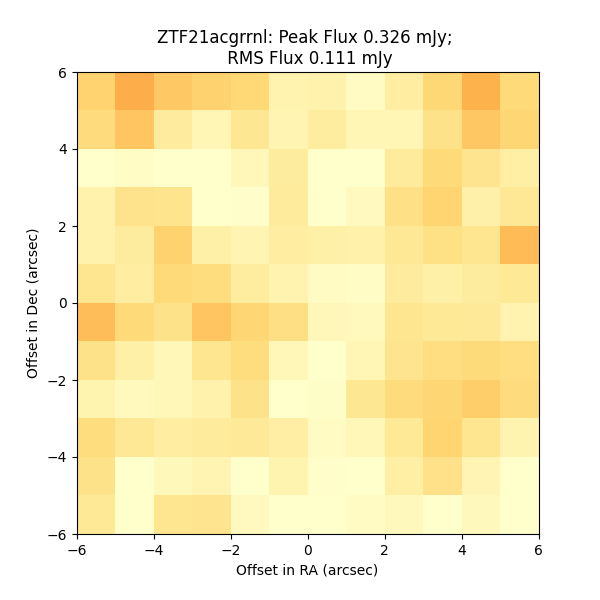 ZTF21acgrrnl: Peak Flux 0.326 mJy;
RMS Flux 0.111 mJy
6
4
2
0
−2
−4
−6
Offset in Dec (arcsec)
−6 −4 −2 0 2 4 6
Offset in RA (arcsec)